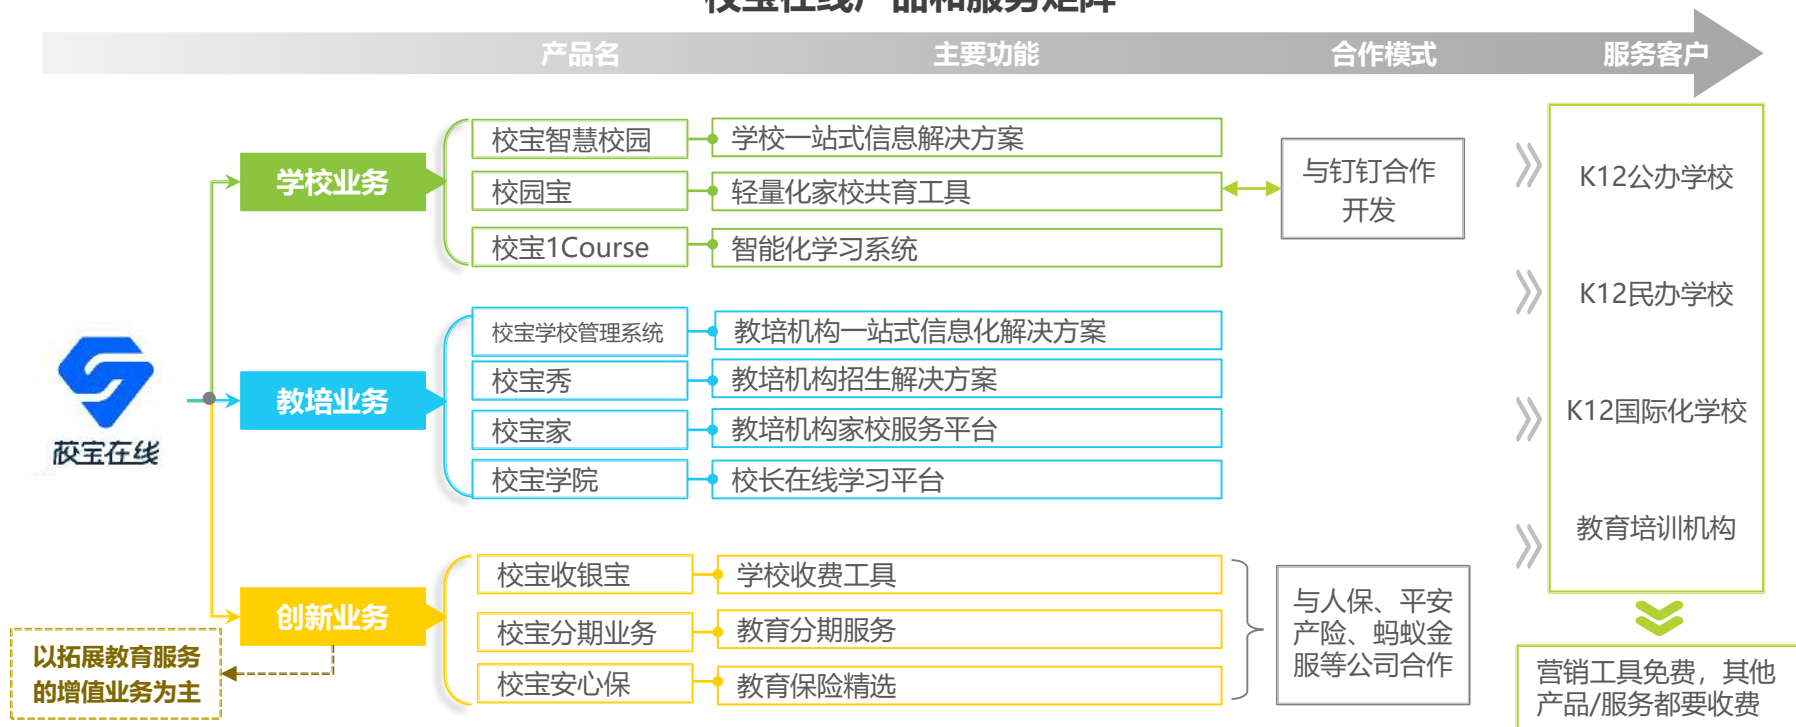 校宝在线产品和服务矩阵
产品名
主要功能
合作模式
服务客户
学校业务
校宝智慧校园
学校一站式信息解决方案
校园宝
轻量化家校共育工具
校宝1Course
智能化学习系统
与钉钉合作
开发
校宝在线
教培业务
校宝学校管理系统
教培机构一站式信息化解决方案
校宝秀
教培机构招生解决方案
校宝家
教培机构家校服务平台
校宝学院
校长在线学习平台
创新业务
校宝收银宝
学校收费工具
校宝分期业务
教育分期服务
校宝安心保
教育保险精选
与人保、平安
产险、蚂蚁金
服等公司合作
以拓展教育服务
的增值业务为主
K12公办学校
K12民办学校
K12国际化学校
教育培训机构
营销工具免费，其他
产品/服务都要收费